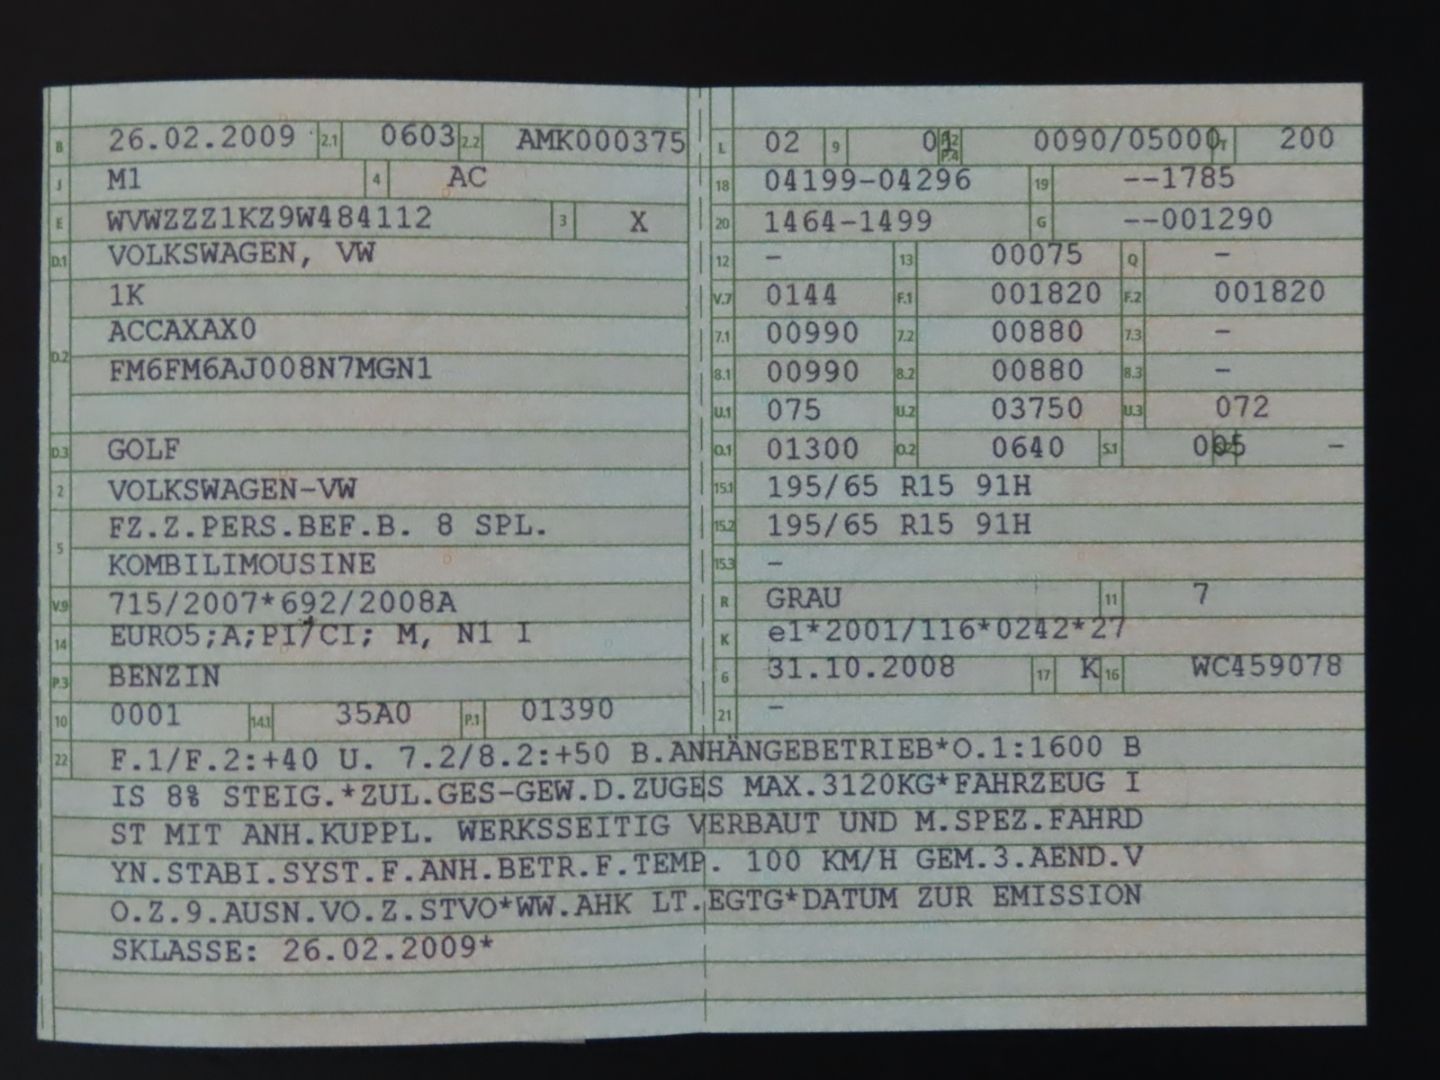 B 26.02.2009 2.1 0603 2.2 AMK000375
J M1 4 AC
E WVWZZZ1KZ9W484112 3 X
D.1 VOLKSWAGEN, VW
1K
ACCAXAX0
D.2
FM6FM6AJ008N7MGN1
D.3 GOLF
2 VOLKSWAGEN-VW
FZ.Z.PERS.BEF.B. 8 SPL.
5
KOMBILIMOUSINE
V.9 715/2007*692/2008A
14 EURO5;A;PI/CI; M, N1 I
P.3 BENZIN
10 0001 14.1 35A0 P.1 01390
L 02 9 01 P.2 P.4 0090/05000 T 200
18 04199-04296 19 --1785
20 1464-1499 G --001290
12 - 13 00075 Q -
V.7 0144 F.1 001820 F.2 001820
7.1 00990 7.2 00880 7.3 -
8.1 00990 8.2 00880 8.3 -
U.1 075 U.2 03750 U.3 072
O.1 01300 O.2 0640 S.1 005 -
15.1 195/65 R15 91H
15.2 195/65 R15 91H
15.3 -
R GRAU 11 7
K e1*2001/116*0242*27
6 31.10.2008 17 K 16 WC459078
21 -
22 F.1/F.2:+40 U. 7.2/8.2:+50 B.ANHÄNGEBETRIEB*O.1:1600 B
IS 8% STEIG.*ZUL.GES-GEW.D.ZUGES MAX.3120KG*FAHRZEUG I
ST MIT ANH.KUPPL. WERKSSEITIG VERBAUT UND M.SPEZ.FAHRD
YN.STABI.SYST.F.ANH.BETR.F.TEMP. 100 KM/H GEM.3.AEND.V
O.Z.9.AUSN.VO.Z.STVO*WW.AHK LT.EGTG*DATUM ZUR EMISSION
SKLASSE: 26.02.2009*